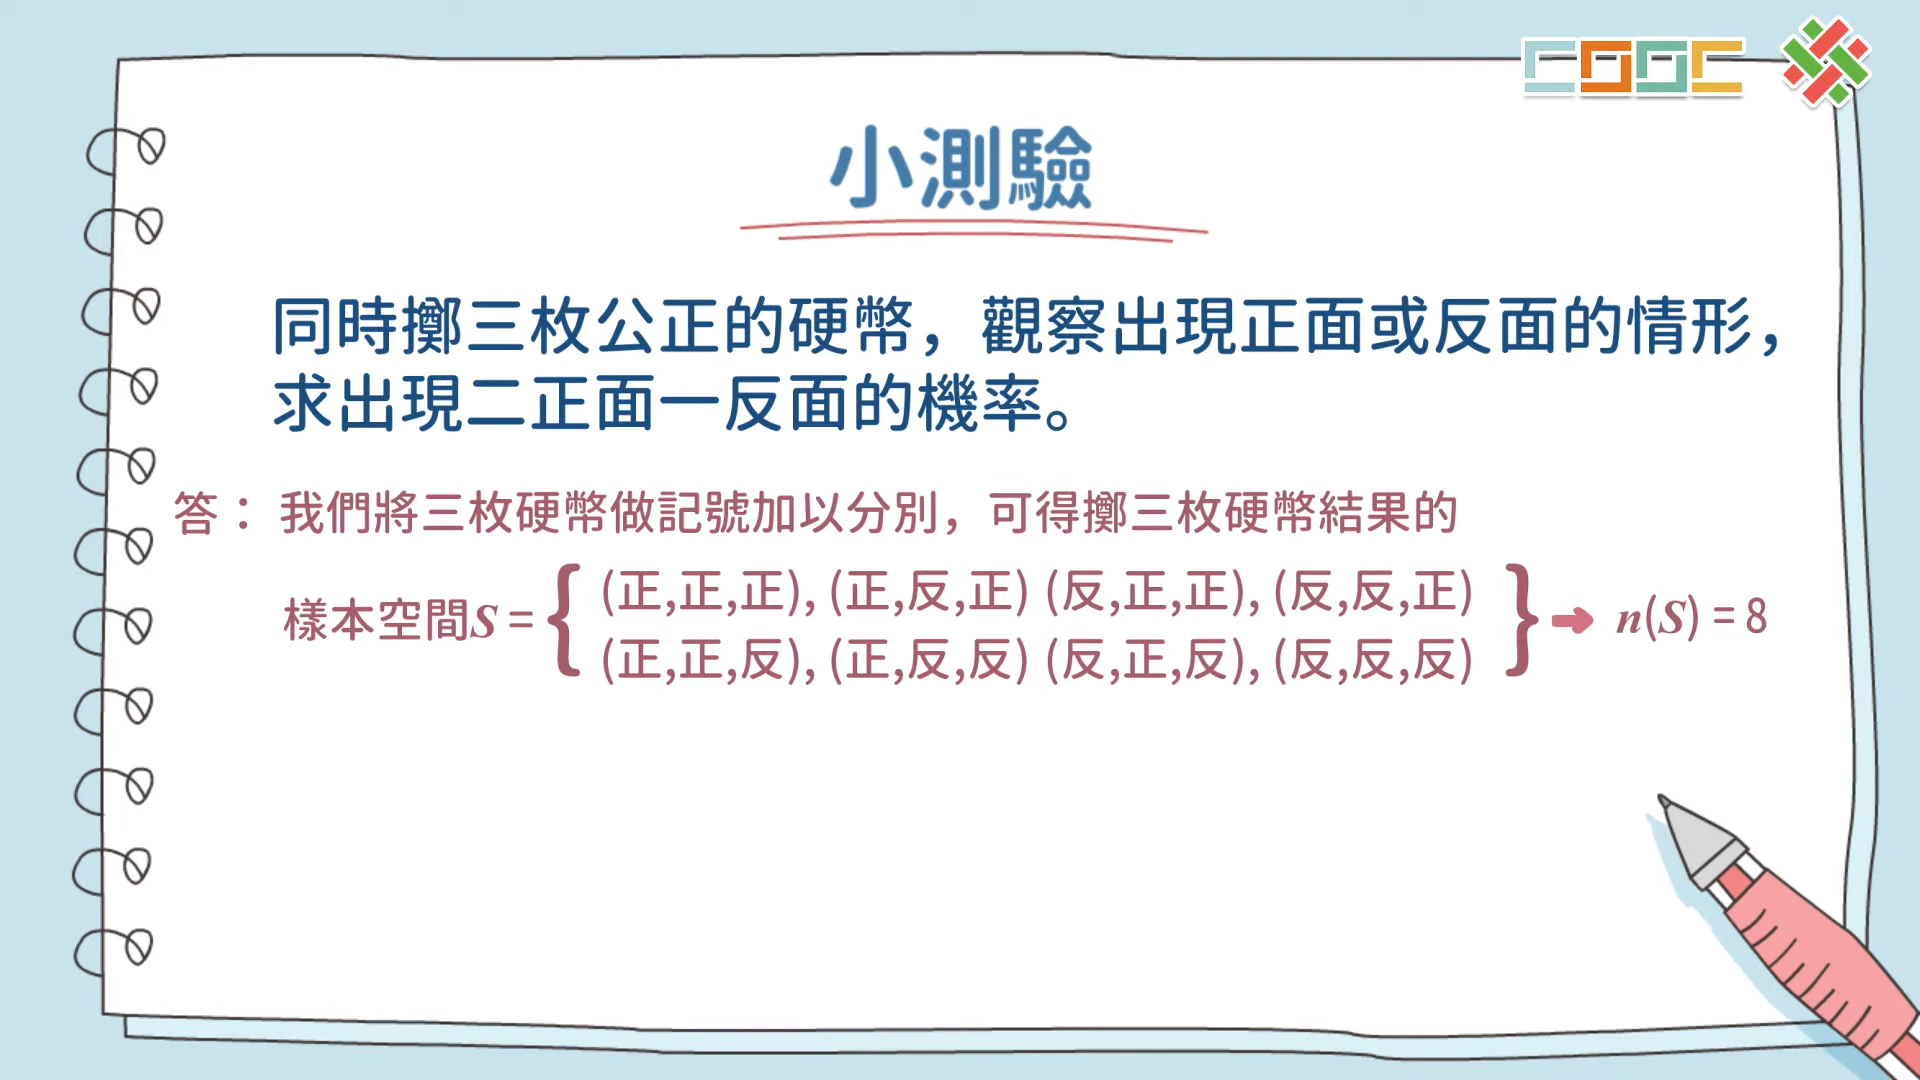 小測驗
同時擲三枚公正的硬幣，觀察出現正面或反面的情形，
求出現二正面一反面的機率。
答： 我們將三枚硬幣做記號加以分別，可得擲三枚硬幣結果的
樣本空間S = { (正,正,正), (正,反,正) (反,正,正), (反,反,正)
(正,正,反), (正,反,反) (反,正,反), (反,反,反) } ➡ n(S) = 8